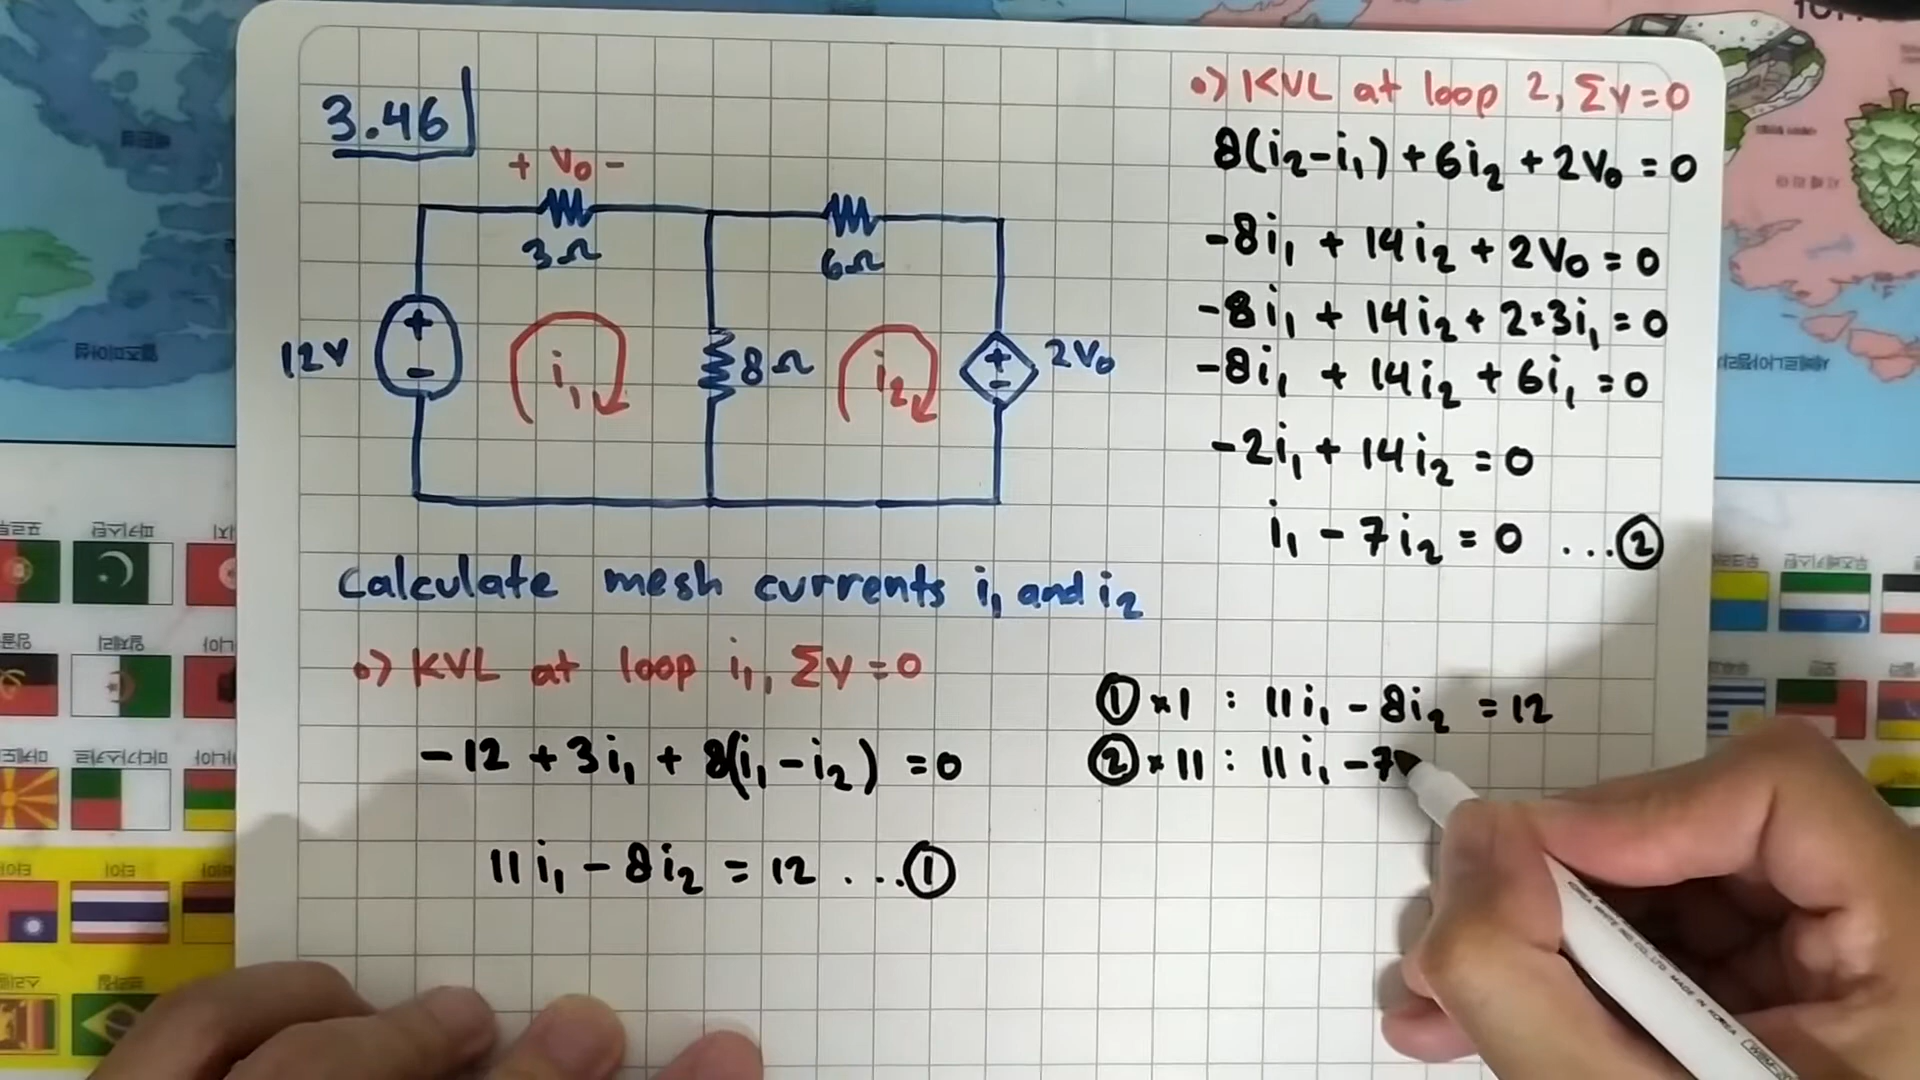 3.46
+ V₀ -
3Ω
6Ω
12V
+
-
i₁
8Ω
i₂
+
-
2V₀
Calculate mesh currents i₁ and i₂
•) KVL at loop i₁, ΣV=0
-12 + 3i₁ + 8(i₁ - i₂) = 0
11i₁ - 8i₂ = 12 ...①
•) KVL at loop 2, ΣV=0
8(i₂-i₁) + 6i₂ + 2V₀ = 0
-8i₁ + 14i₂ + 2V₀ = 0
-8i₁ + 14i₂ + 2•3i₁ = 0
-8i₁ + 14i₂ + 6i₁ = 0
-2i₁ + 14i₂ = 0
i₁ - 7i₂ = 0 ...②
①×1 : 11i₁ - 8i₂ = 12
②×11 : 11i₁ - 7